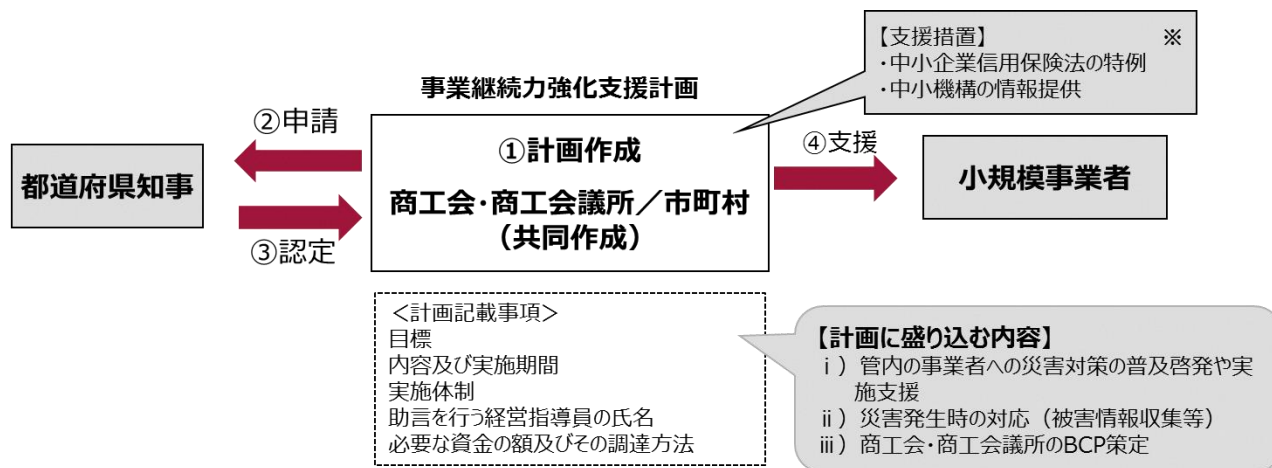 【支援措置】 ※
・中小企業信用保険法の特例
・中小機構の情報提供
事業継続力強化支援計画
②申請
都道府県知事
③認定
①計画作成
商工会・商工会議所／市町村
（共同作成）
④支援
小規模事業者
＜計画記載事項＞
目標
内容及び実施期間
実施体制
助言を行う経営指導員の氏名
必要な資金の額及びその調達方法
【計画に盛り込む内容】
ⅰ）管内の事業者への災害対策の普及啓発や実
施支援
ⅱ）災害発生時の対応（被害情報収集等）
ⅲ）商工会・商工会議所のBCP策定